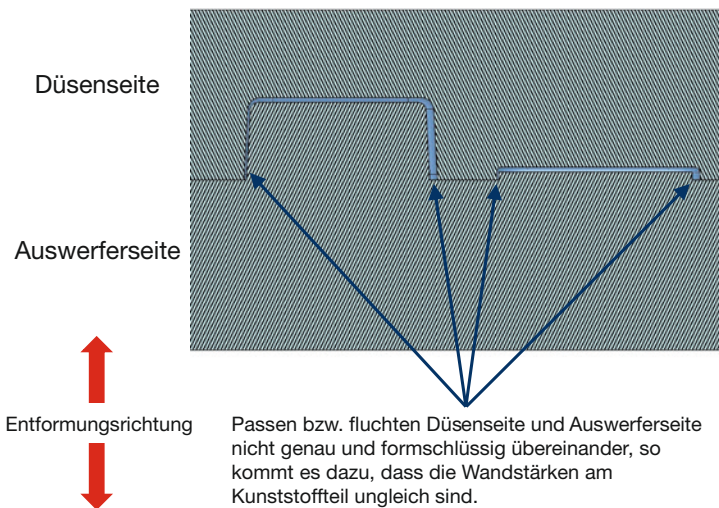 Düsenseite
Auswerferseite
Entformungsrichtung
Passen bzw. fluchten Düsenseite und Auswerferseite
nicht genau und formschlüssig übereinander, so
kommt es dazu, dass die Wandstärken am
Kunststoffteil ungleich sind.